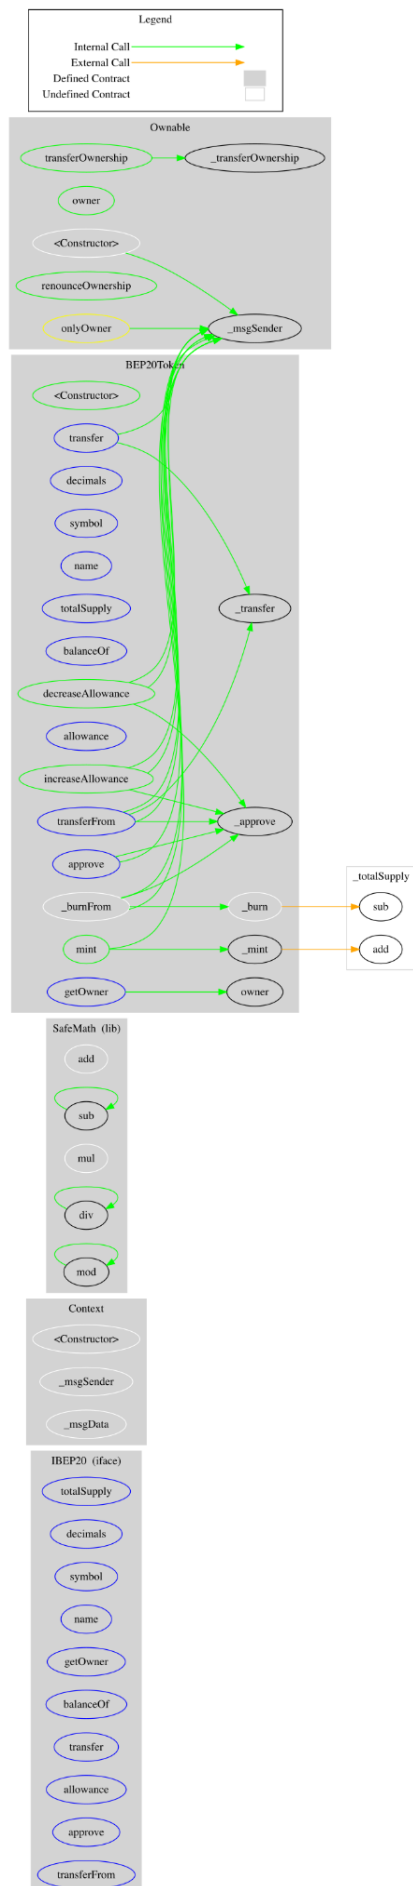 Legend
Internal Call
External Call
Defined Contract
Undefined Contract
Ownable
transferOwnership
_transferOwnership
owner
<Constructor>
renounceOwnership
onlyOwner
_msgSender
BEP20Token
<Constructor>
transfer
decimals
symbol
name
totalSupply
_transfer
balanceOf
decreaseAllowance
allowance
increaseAllowance
transferFrom
_approve
approve
_totalSupply
_burnFrom
_burn
sub
mint
_mint
add
getOwner
owner
SafeMath (lib)
add
sub
mul
div
mod
Context
<Constructor>
_msgSender
_msgData
IBEP20 (iface)
totalSupply
decimals
symbol
name
getOwner
balanceOf
transfer
allowance
approve
transferFrom